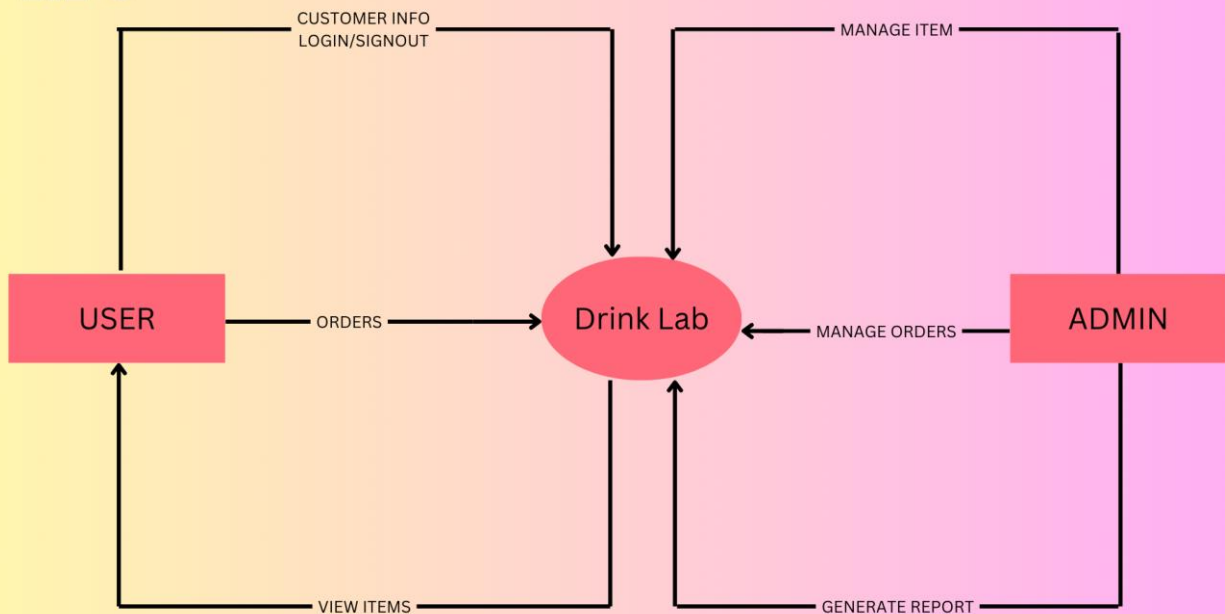 CUSTOMER INFO
LOGIN/SIGNOUT
MANAGE ITEM
USER
ORDERS
Drink Lab
MANAGE ORDERS
ADMIN
VIEW ITEMS
GENERATE REPORT